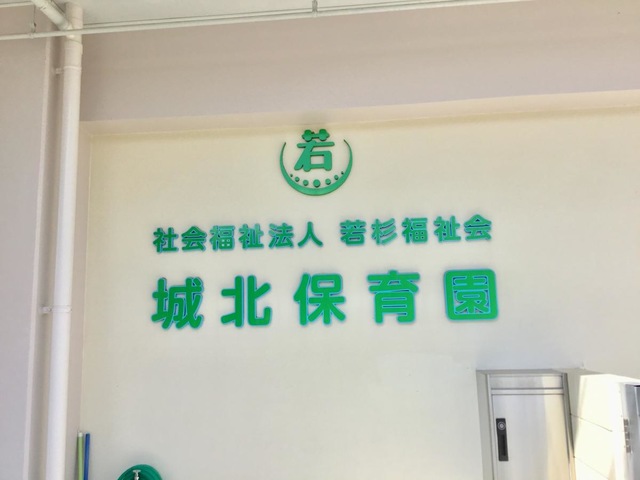 若
社会福祉法人 若杉福祉会
城北保育園